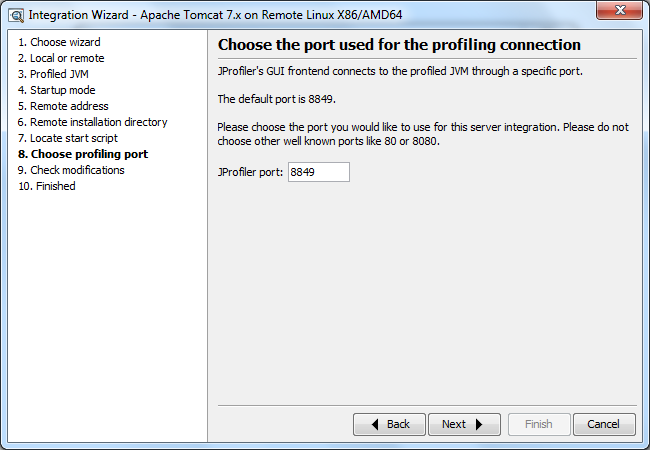 Integration Wizard - Apache Tomcat 7.x on Remote Linux X86/AMD64
1. Choose wizard
2. Local or remote
3. Profiled JVM
4. Startup mode
5. Remote address
6. Remote installation directory
7. Locate start script
8. Choose profiling port
9. Check modifications
10. Finished
Choose the port used for the profiling connection
JProfiler's GUI frontend connects to the profiled JVM through a specific port.
The default port is 8849.
Please choose the port you would like to use for this server integration. Please do not
choose other well known ports like 80 or 8080.
JProfiler port: 8849
Back Next Finish Cancel